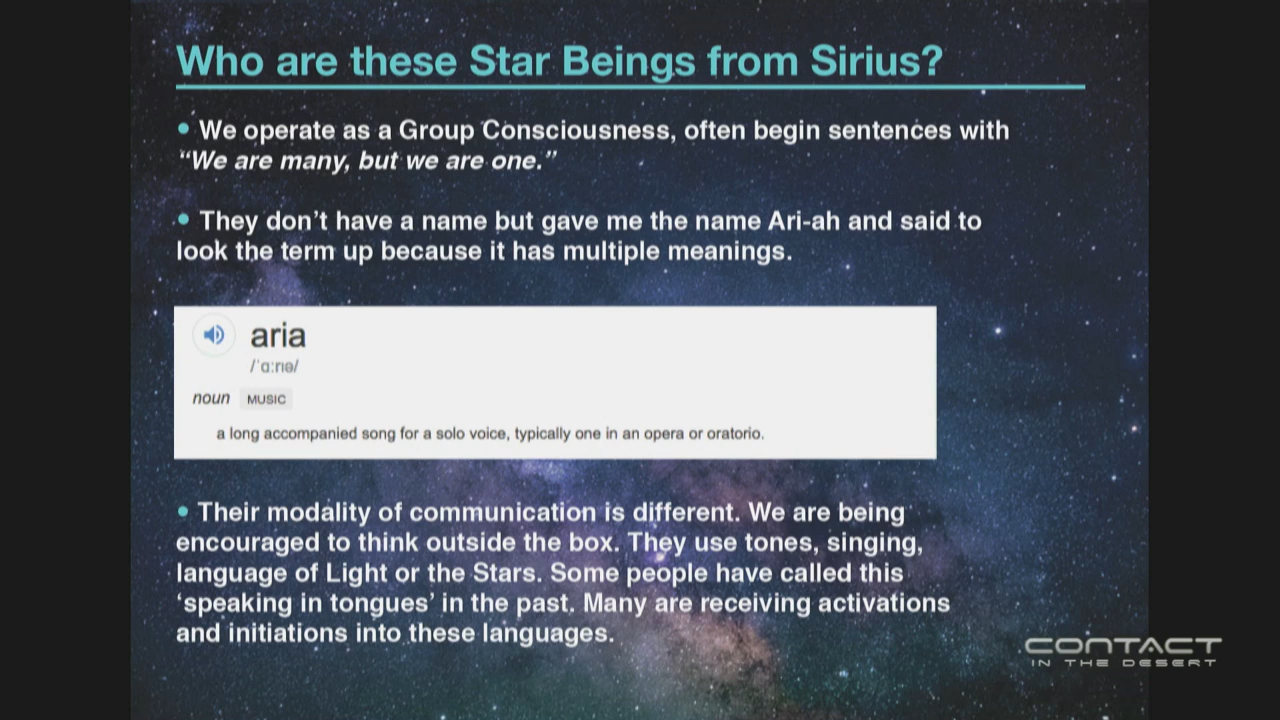 Who are these Star Beings from Sirius?
• We operate as a Group Consciousness, often begin sentences with
“We are many, but we are one.”
• They don’t have a name but gave me the name Ari-ah and said to
look the term up because it has multiple meanings.
aria
/ˈɑːrɪə/
noun MUSIC
a long accompanied song for a solo voice, typically one in an opera or oratorio.
• Their modality of communication is different. We are being
encouraged to think outside the box. They use tones, singing,
language of Light or the Stars. Some people have called this
‘speaking in tongues’ in the past. Many are receiving activations
and initiations into these languages.
CONTACT
IN THE DESERT